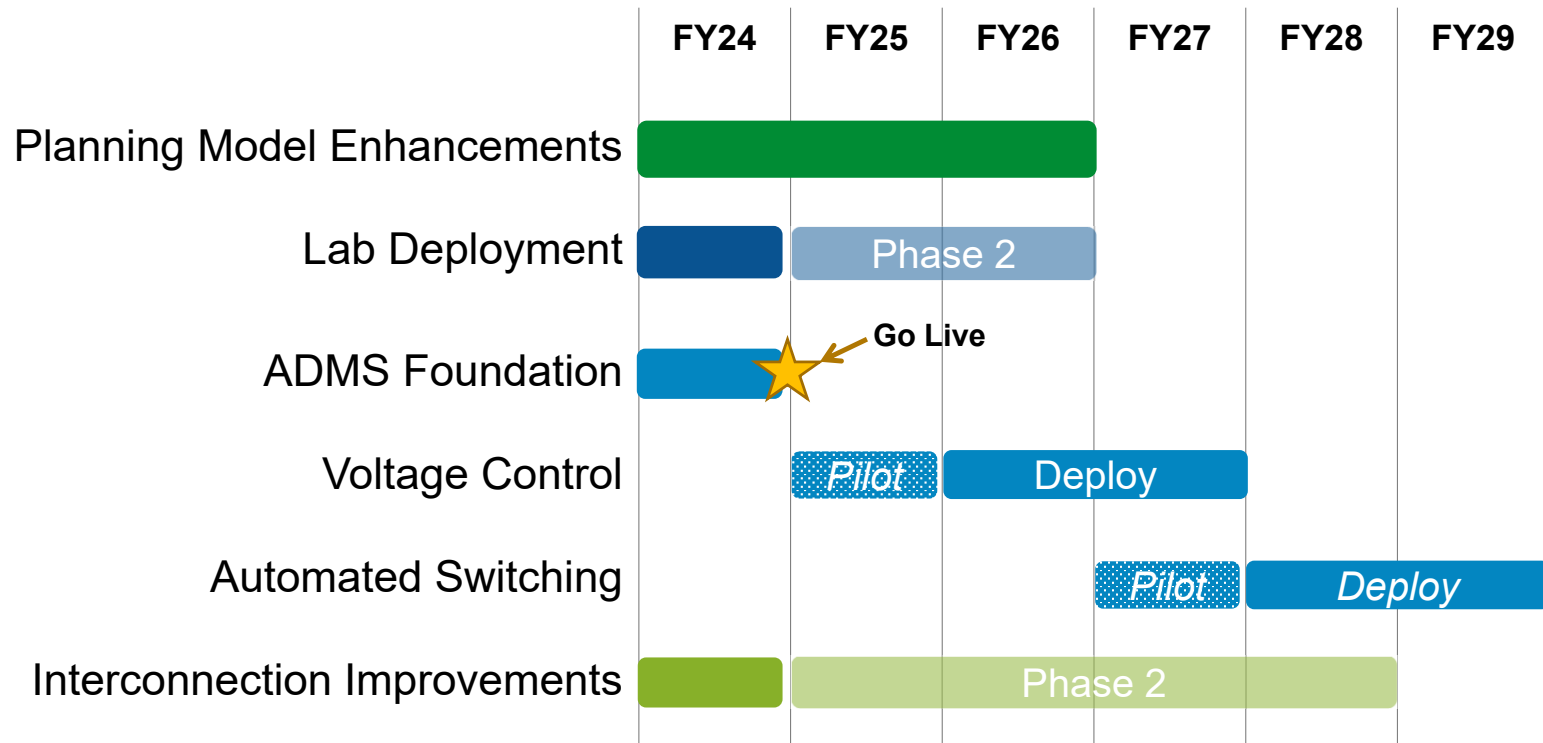 FY24 FY25 FY26 FY27 FY28 FY29
Planning Model Enhancements
Lab Deployment Phase 2
Go Live
ADMS Foundation
Voltage Control Pilot Deploy
Automated Switching Pilot Deploy
Interconnection Improvements Phase 2